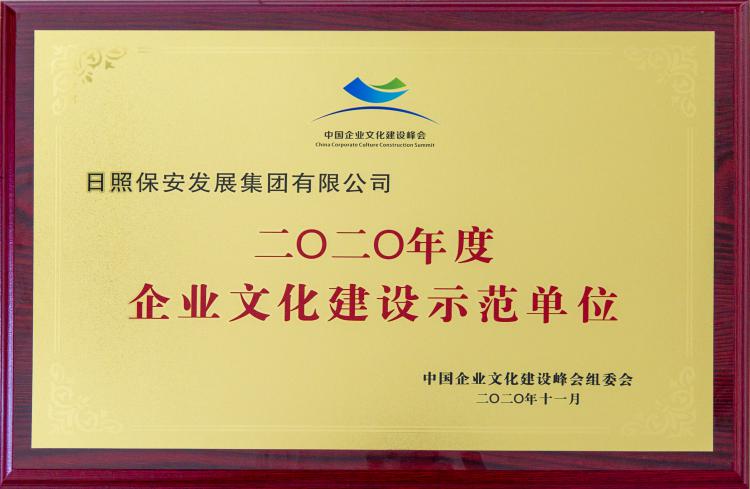 中国企业文化建设峰会
China Corporate Culture Construction Summit
日照保安发展集团有限公司
二〇二〇年度
企业文化建设示范单位
中国企业文化建设峰会组委会
二〇二〇年十一月